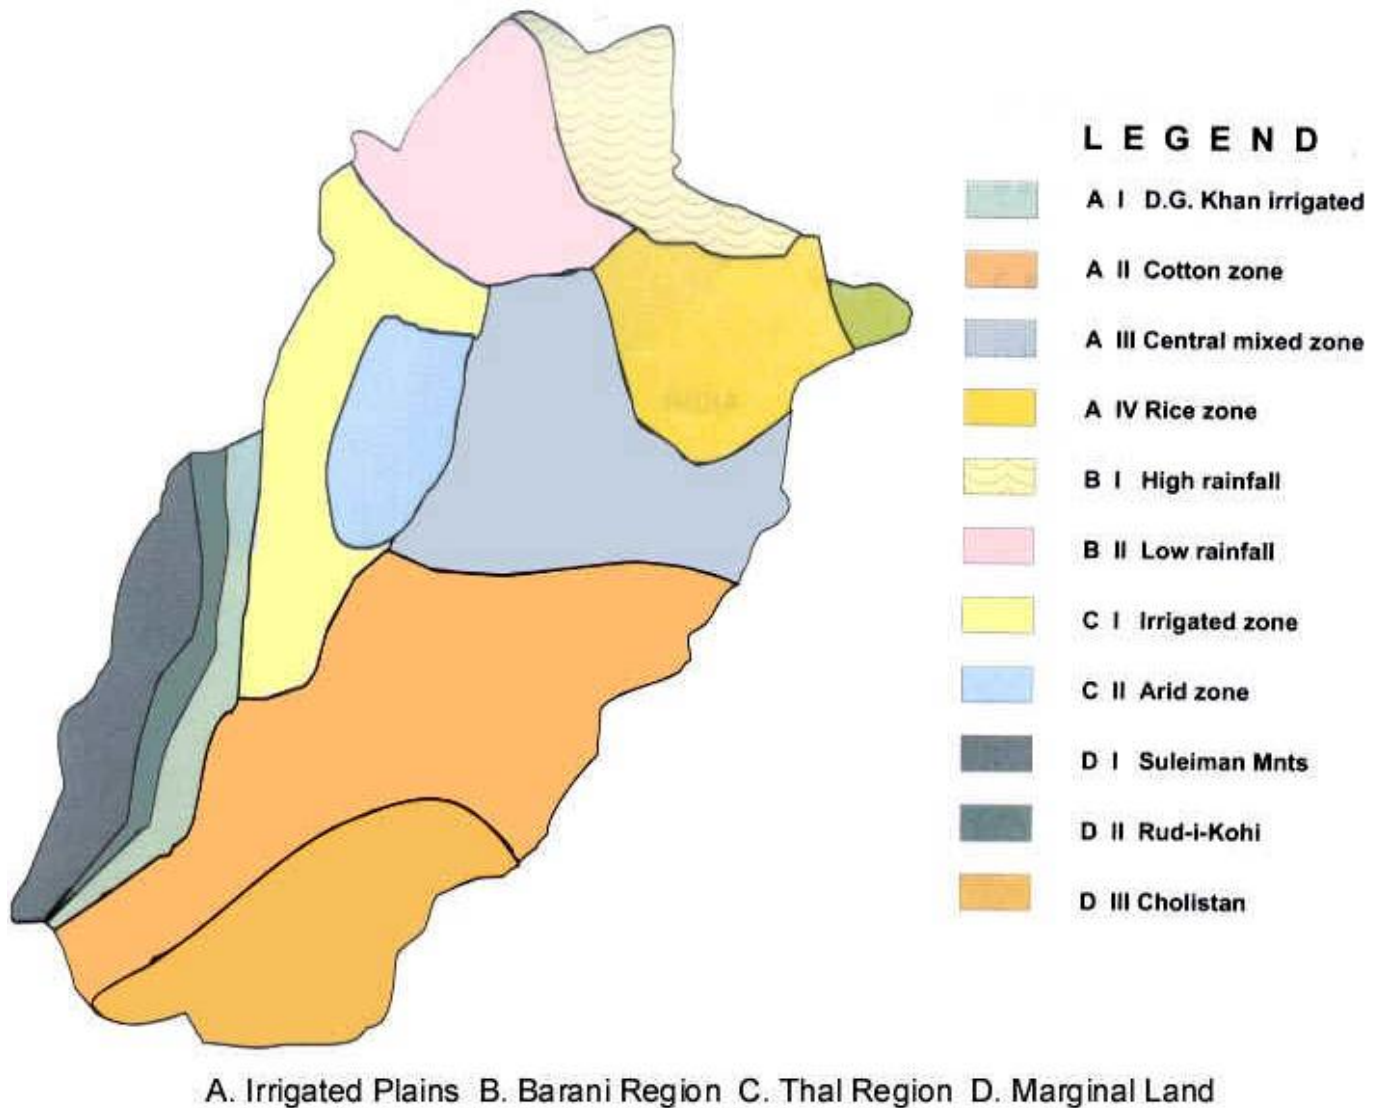 L E G E N D
A I D.G. Khan irrigated
A II Cotton zone
A III Central mixed zone
A IV Rice zone
B I High rainfall
B II Low rainfall
C I Irrigated zone
C II Arid zone
D I Suleiman Mnts
D II Rud-i-Kohi
D III Cholistan
A. Irrigated Plains B. Barani Region C. Thal Region D. Marginal Land